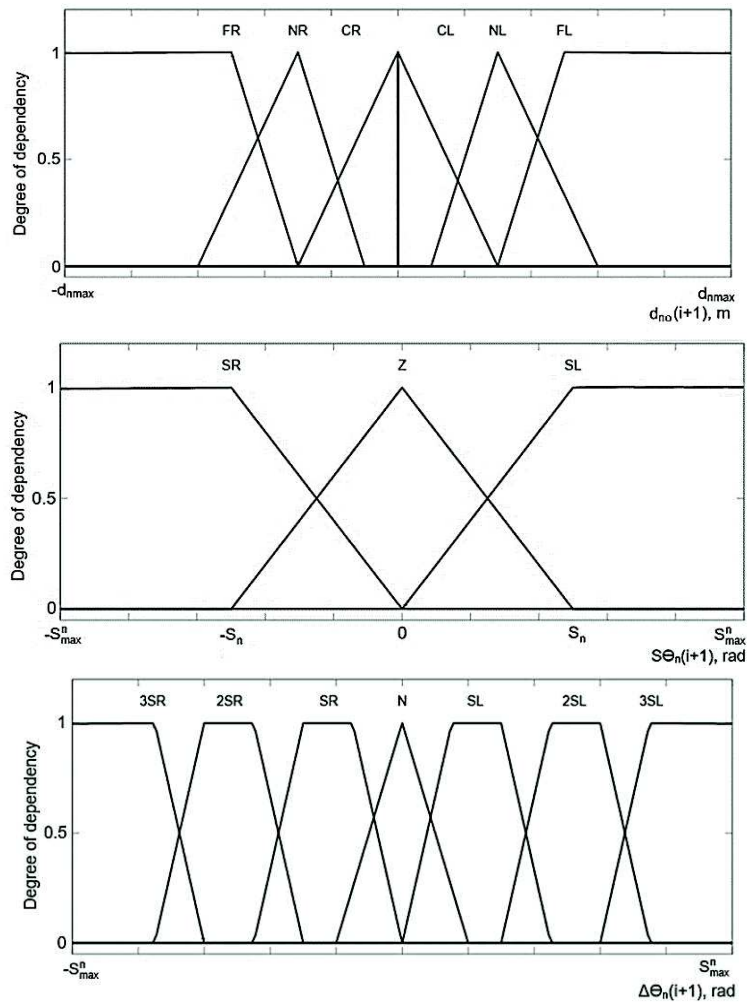 FR NR CR CL NL FL
1
0.5
0
Degree of dependency
-dnmax dnmax
dno(i+1), m
SR Z SL
1
0.5
0
Degree of dependency
-Sⁿmax -Sn 0 Sn Sⁿmax
SΘn(i+1), rad
3SR 2SR SR N SL 2SL 3SL
1
0.5
0
Degree of dependency
-Sⁿmax Sⁿmax
ΔΘn(i+1), rad